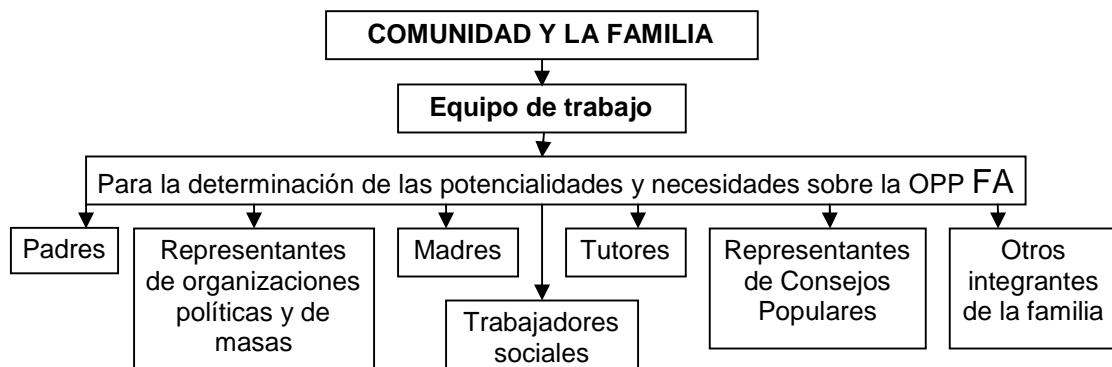 COMUNIDAD Y LA FAMILIA
Equipo de trabajo
Para la determinación de las potencialidades y necesidades sobre la OPP FA
Padres
Representantes
de organizaciones
políticas y de
masas
Madres
Trabajadores
sociales
Tutores
Representantes
de Consejos
Populares
Otros
integrantes
de la familia